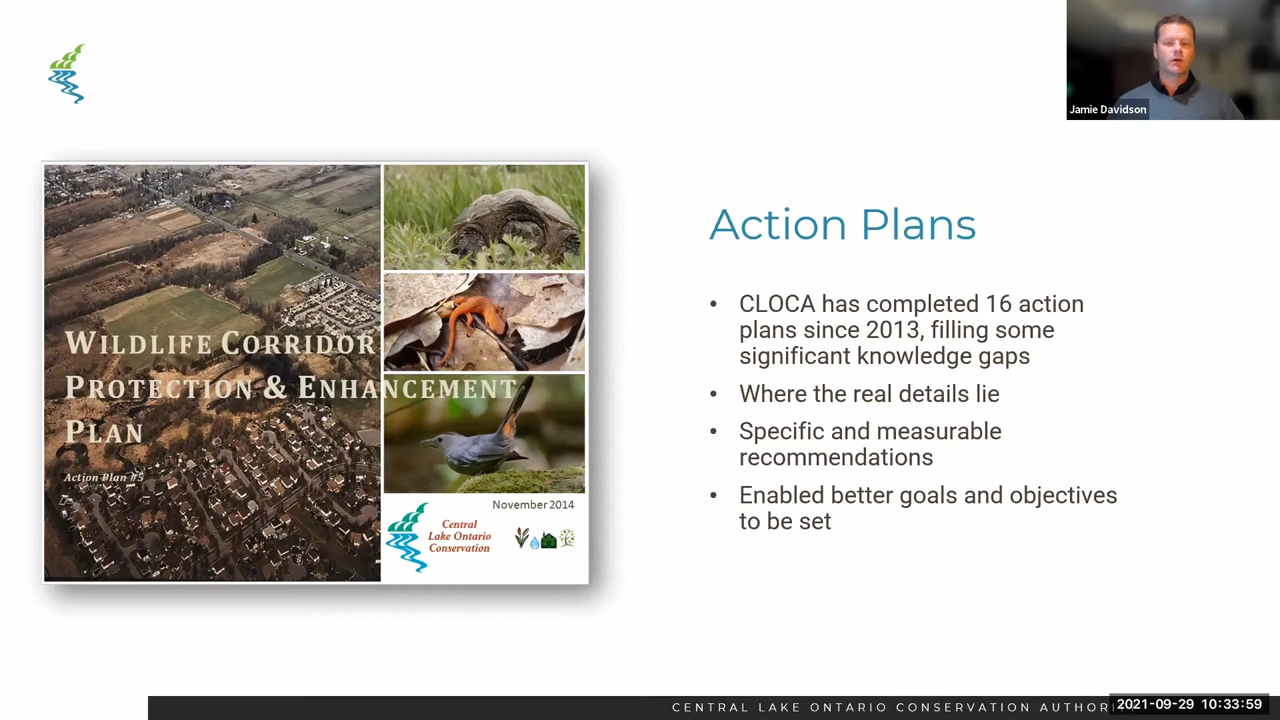 Jamie Davidson
WILDLIFE CORRIDOR
PROTECTION & ENHANCEMENT
PLAN
Action Plan #5
November 2014
Central
Lake Ontario
Conservation
Action Plans
• CLOCA has completed 16 action
plans since 2013, filling some
significant knowledge gaps
• Where the real details lie
• Specific and measurable
recommendations
• Enabled better goals and objectives
to be set
CENTRAL LAKE ONTARIO CONSERVATION
2021-09-29 10:33:59